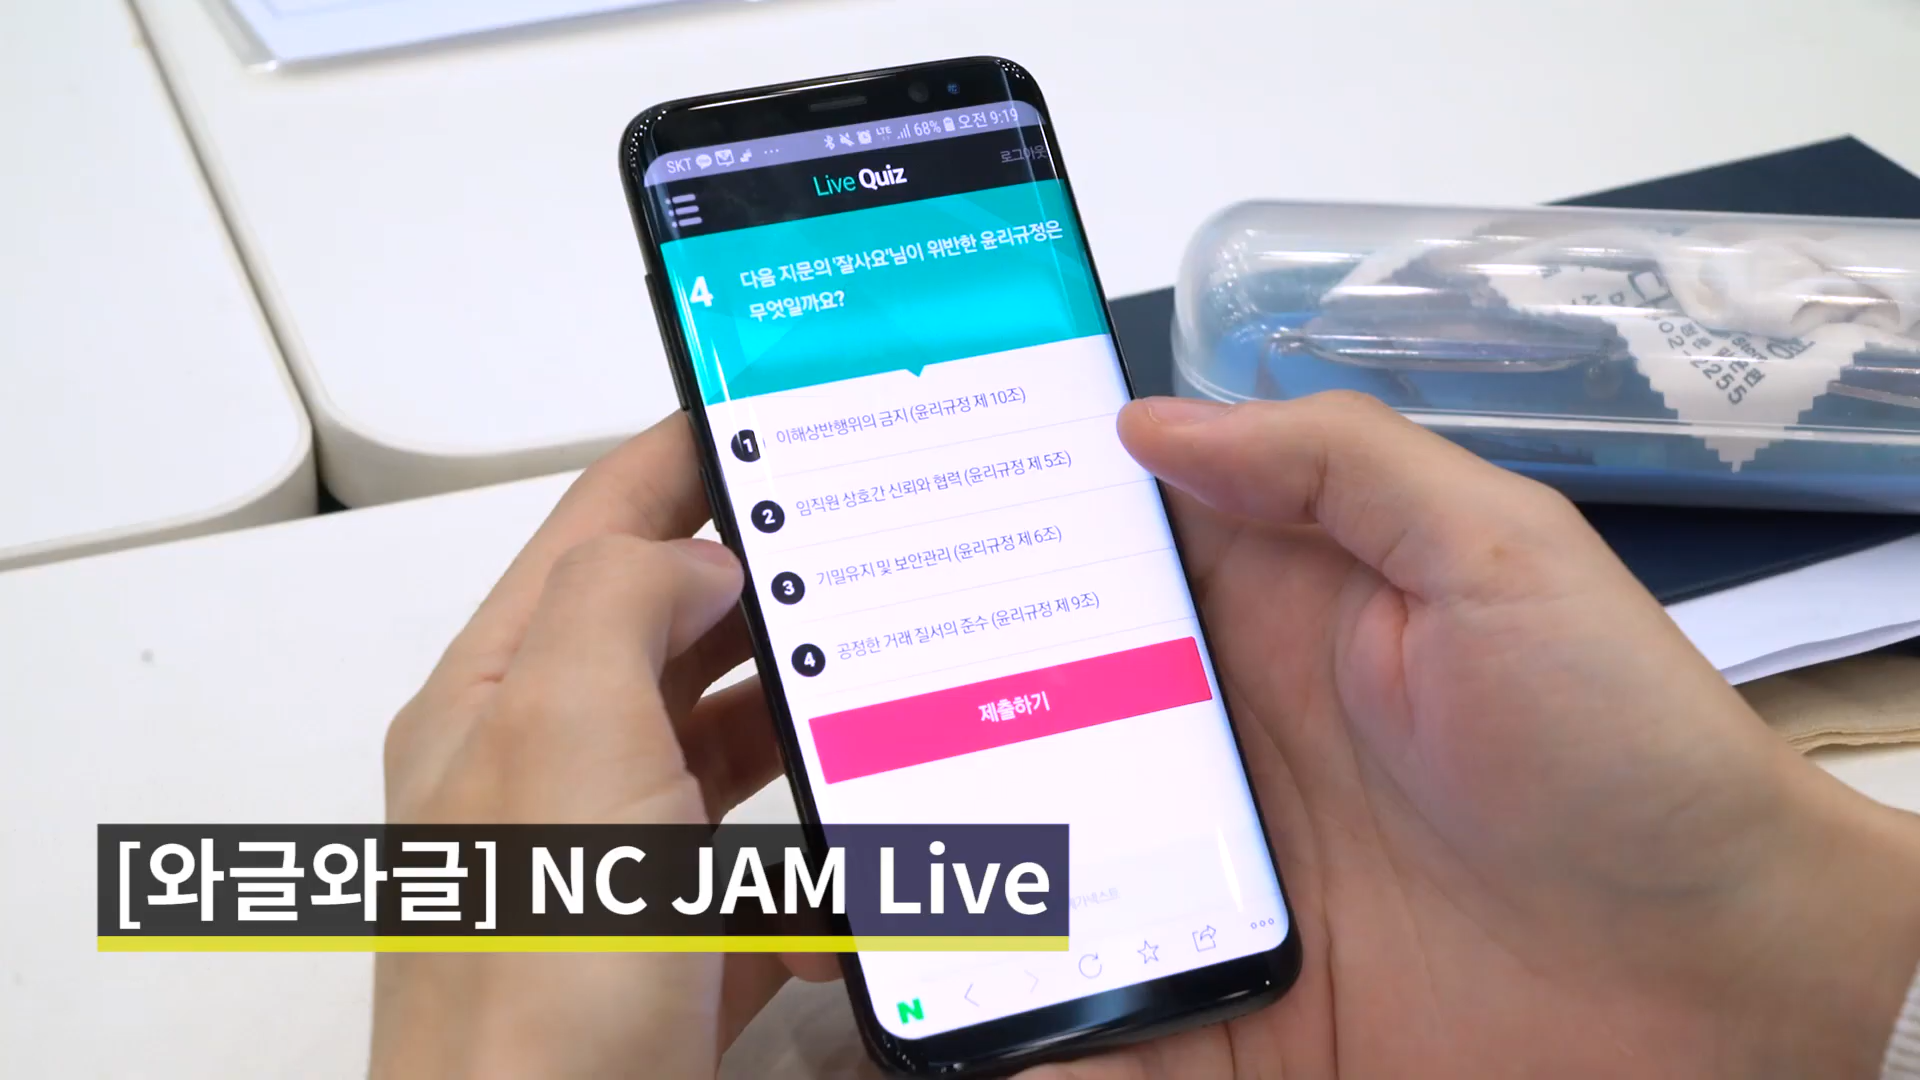 SKT LTE 68% 오전 9:19
로그아웃
Live Quiz
4 다음 지문의 '잘사요'님이 위반한 윤리규정은
무엇일까요?
1 이해상반행위의 금지 (윤리규정 제 10조)
2 임직원 상호간 신뢰와 협력 (윤리규정 제 5조)
3 기밀유지 및 보안관리 (윤리규정 제 6조)
4 공정한 거래 질서의 준수 (윤리규정 제 9조)
제출하기
[와글와글] NC JAM Live
N